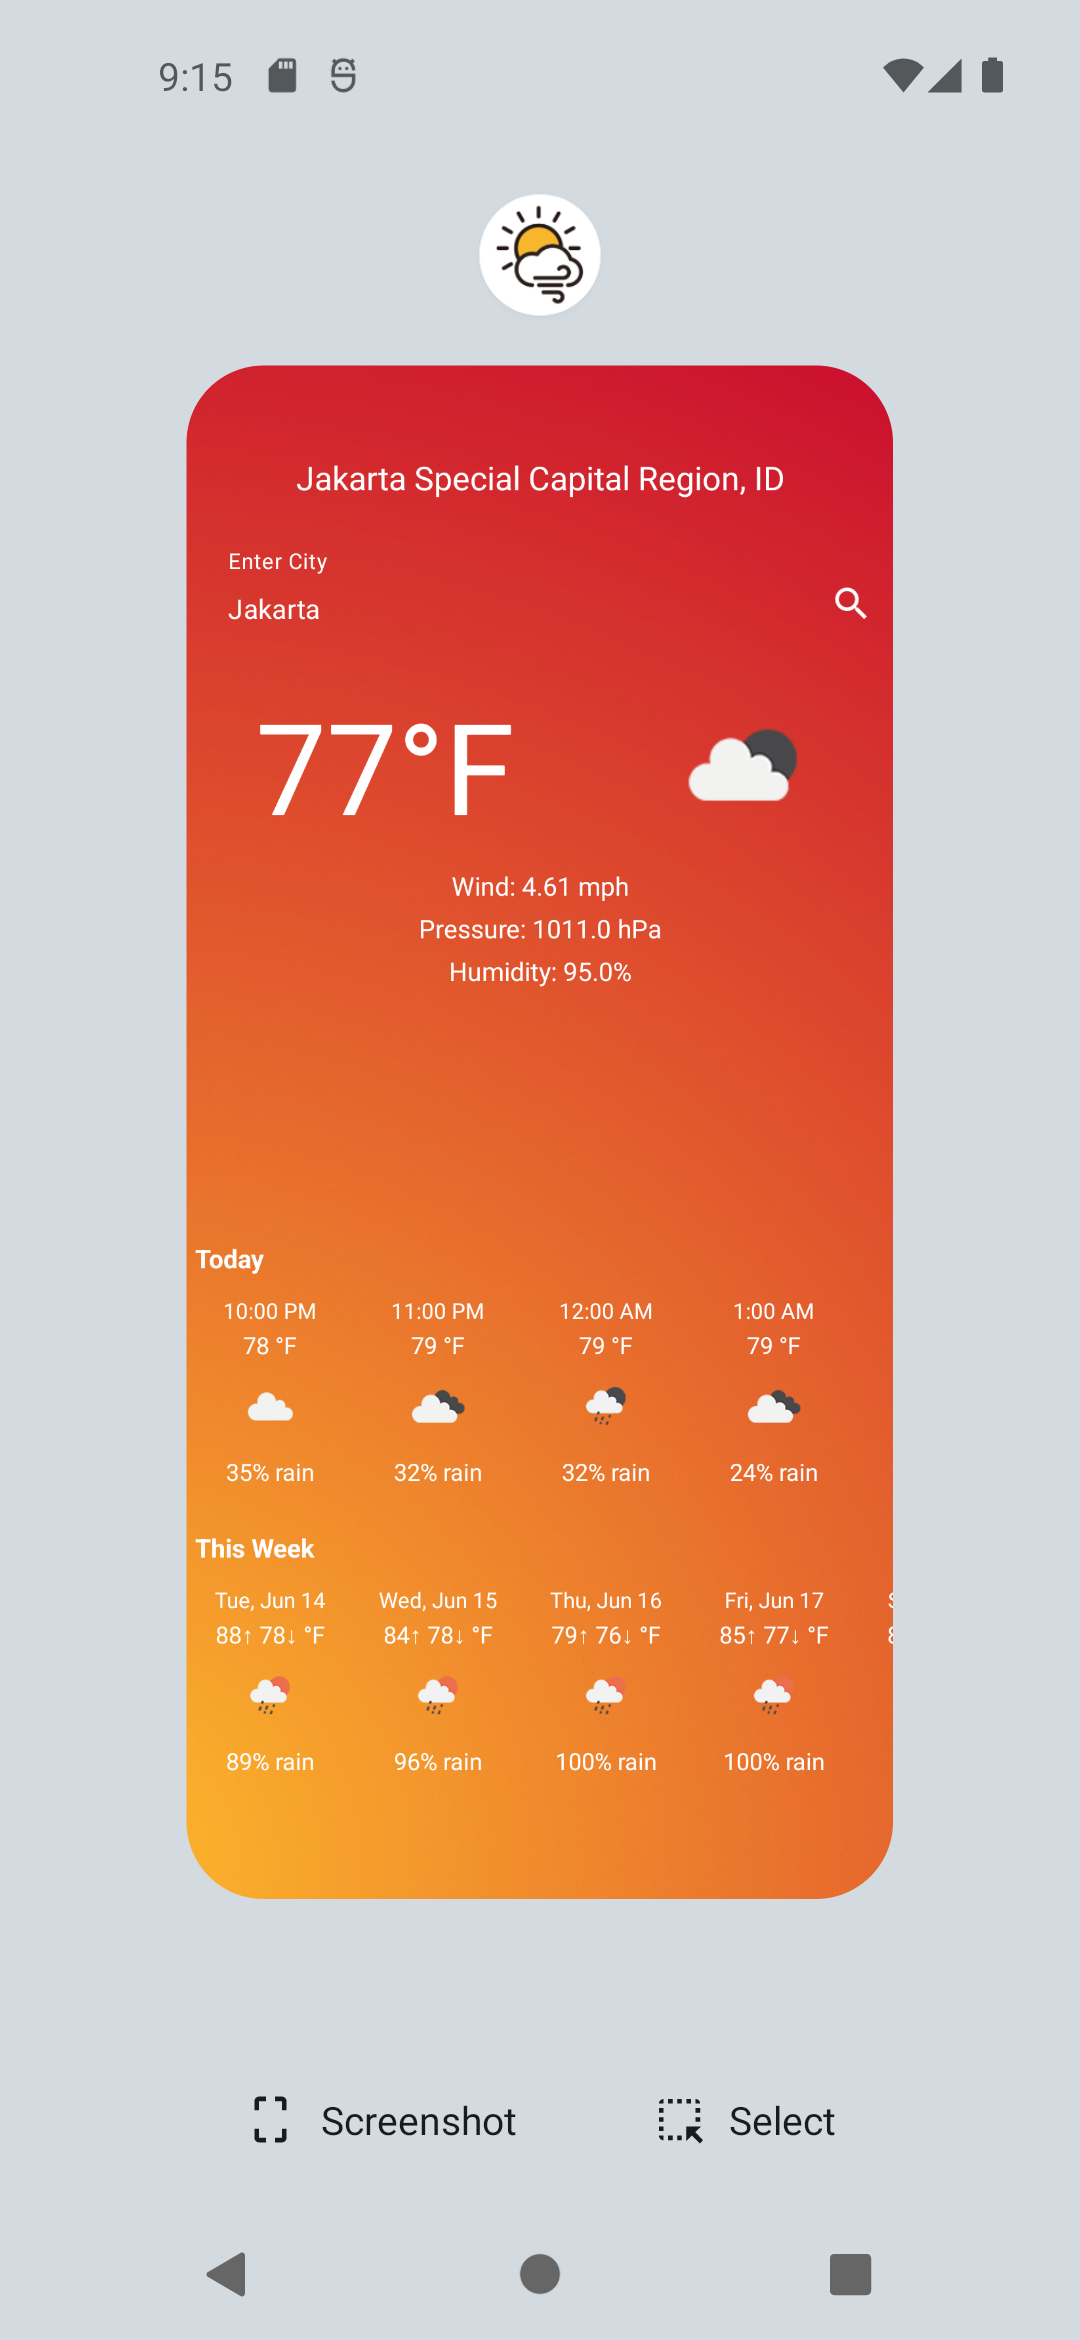 9:15
Jakarta Special Capital Region, ID
Enter City
Jakarta
77°F
Wind: 4.61 mph
Pressure: 1011.0 hPa
Humidity: 95.0%
Today
10:00 PM 11:00 PM 12:00 AM 1:00 AM
78 °F 79 °F 79 °F 79 °F
35% rain 32% rain 32% rain 24% rain
This Week
Tue, Jun 14 Wed, Jun 15 Thu, Jun 16 Fri, Jun 17
88↑ 78↓ °F 84↑ 78↓ °F 79↑ 76↓ °F 85↑ 77↓ °F
89% rain 96% rain 100% rain 100% rain
Screenshot Select